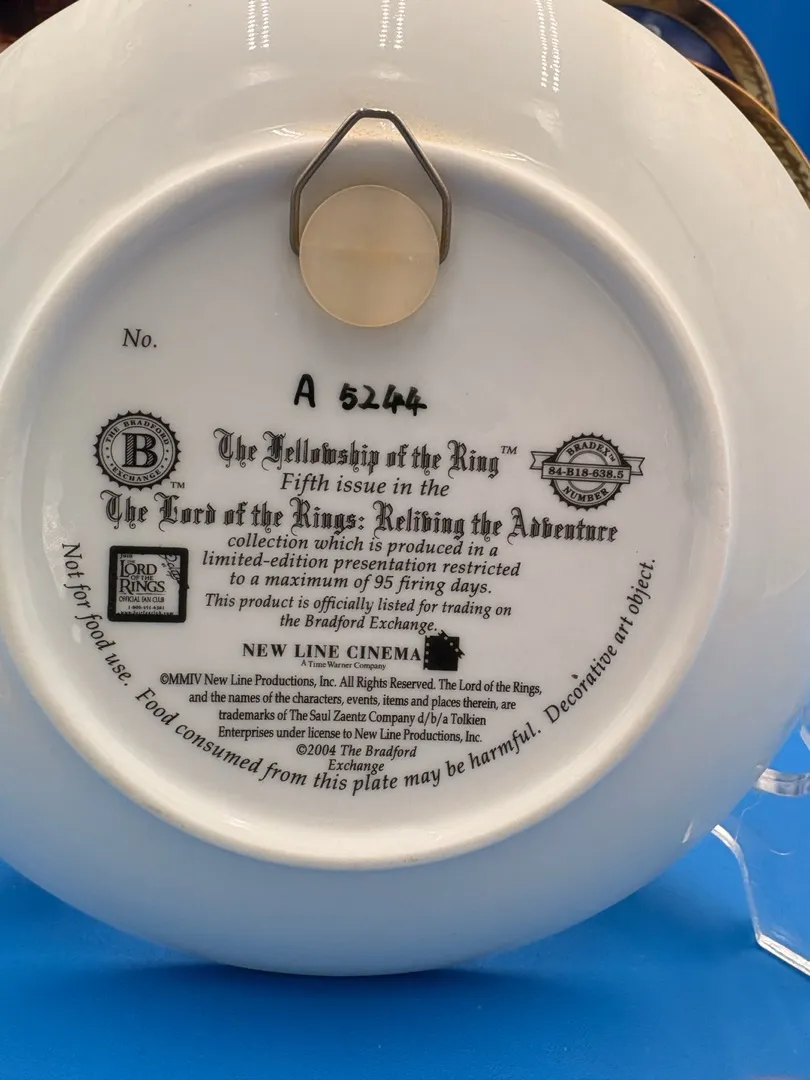 No.
A 5244
THE BRADFORD EXCHANGE
B
TM
The Fellowship of the Ring™
BRADEX™
84-B18-638.5
NUMBER
Fifth issue in the
The Lord of the Rings: Reliving the Adventure
collection which is produced in a
limited-edition presentation restricted
to a maximum of 95 firing days.
THE
LORD
OF THE
RINGS
OFFICIAL FAN CLUB
This product is officially listed for trading on
the Bradford Exchange.
NEW LINE CINEMA
A Time Warner Company
©MMIV New Line Productions, Inc. All Rights Reserved. The Lord of the Rings,
and the names of the characters, events, items and places therein, are
trademarks of The Saul Zaentz Company d/b/a Tolkien
Enterprises under license to New Line Productions, Inc.
©2004 The Bradford
Exchange
Not for food use. Food consumed from this plate may be harmful. Decorative art object.